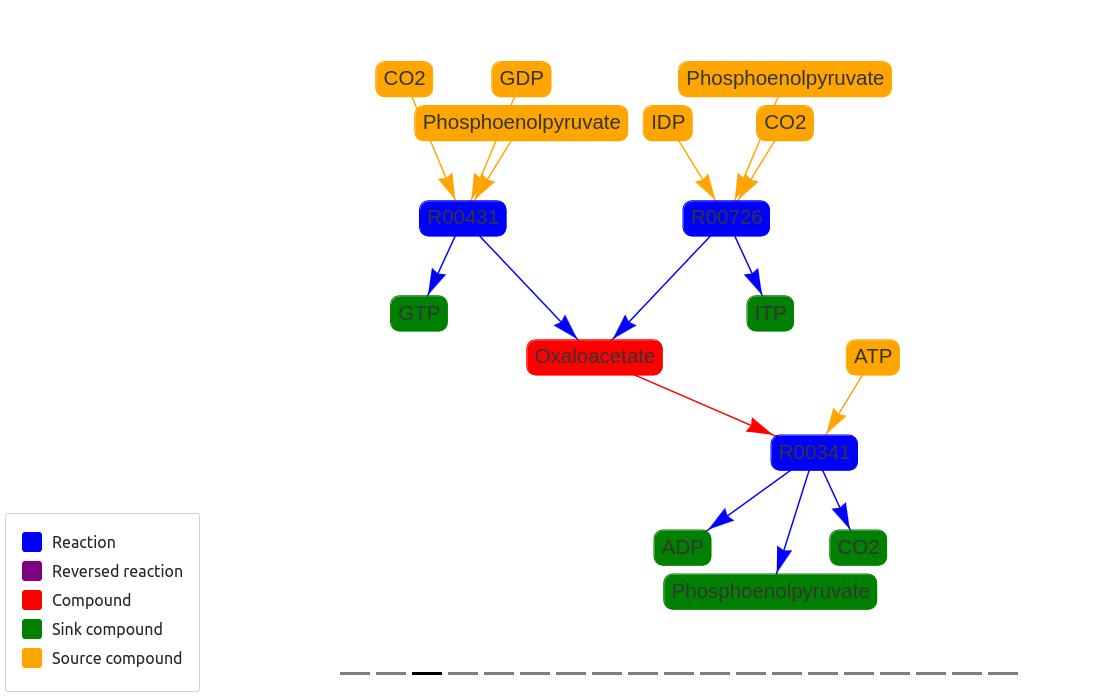 CO2
GDP
Phosphoenolpyruvate
Phosphoenolpyruvate
IDP
CO2
R00431
R00726
GTP
ITP
Oxaloacetate
ATP
R00341
ADP
CO2
Phosphoenolpyruvate
Reaction
Reversed reaction
Compound
Sink compound
Source compound